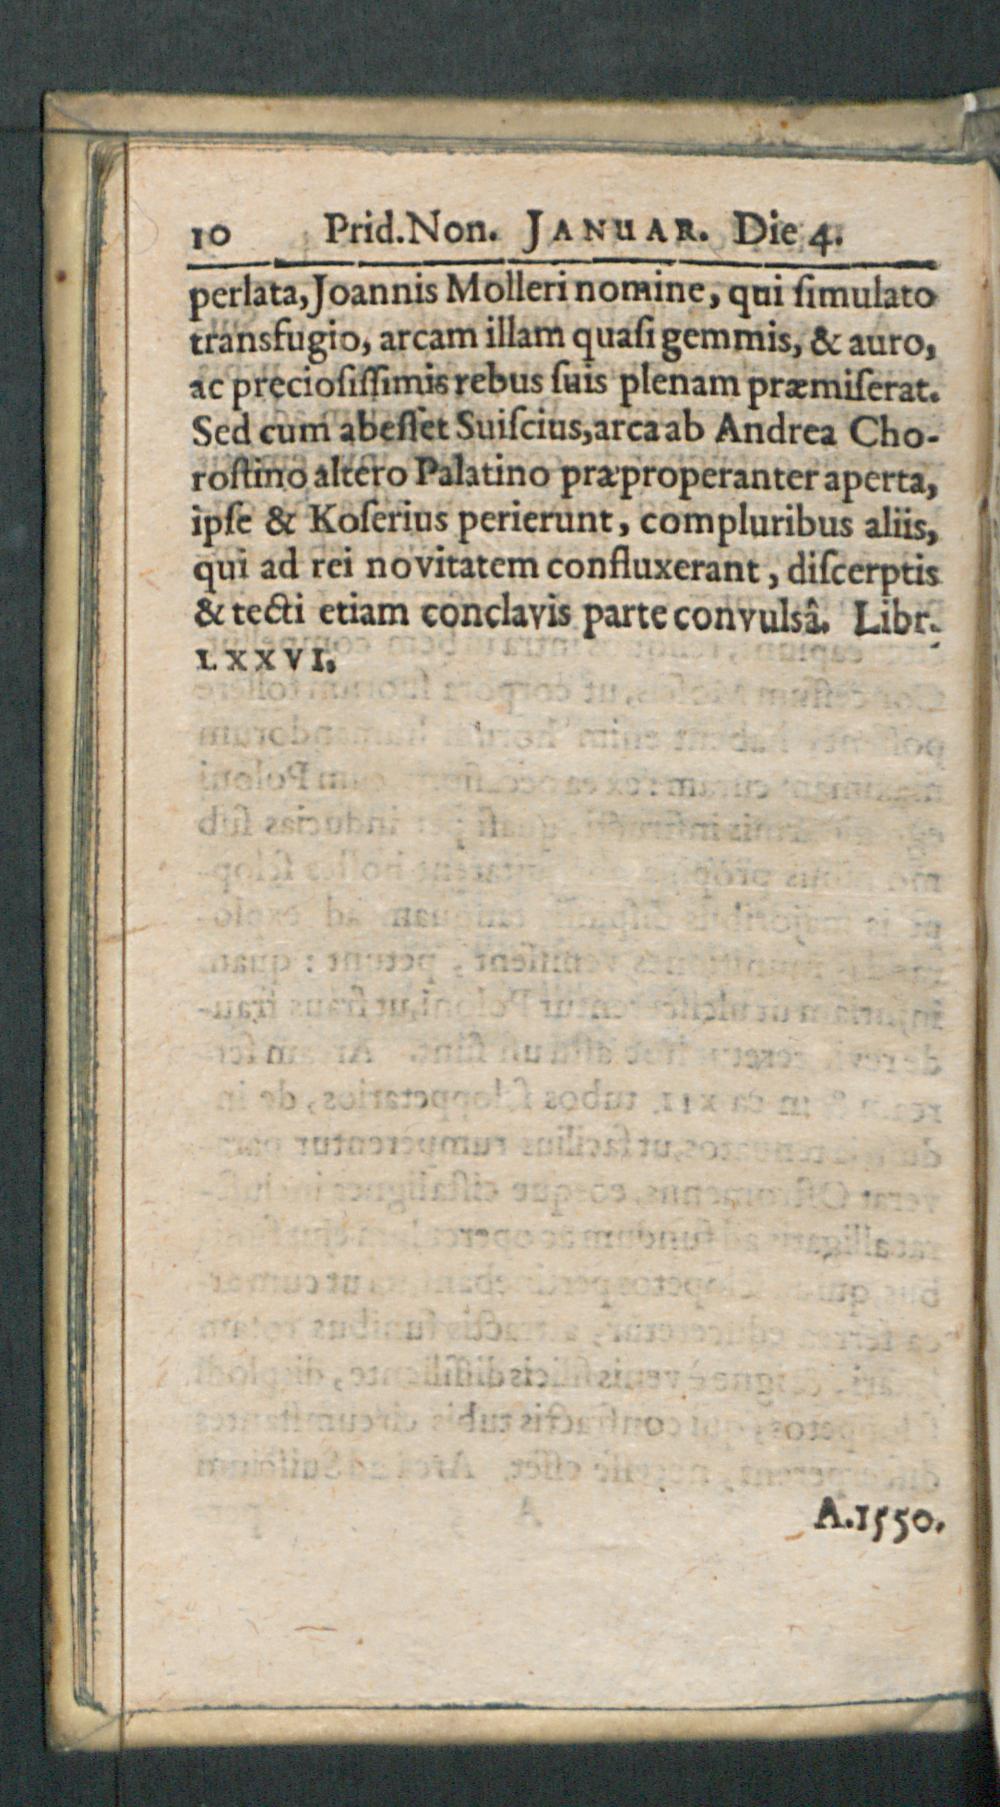 10 Prid.Non. JANUAR. Die 4.
perlata, Joannis Molleri nomine, qui ſimulato
transfugio, arcam illam quaſi gemmis, & auro,
ac precioſiſſimis rebus ſuis plenam præmiſerat.
Sed cum abeſſet Suiſcius, arca ab Andrea Cho-
roſtino altero Palatino præproperanter aperta,
ipſe & Koſerius perierunt, compluribus aliis,
qui ad rei novitatem confluxerant, diſcerptis
& tecti etiam conclavis parte convulsâ. Libr.
LXXVI.
A.1550.